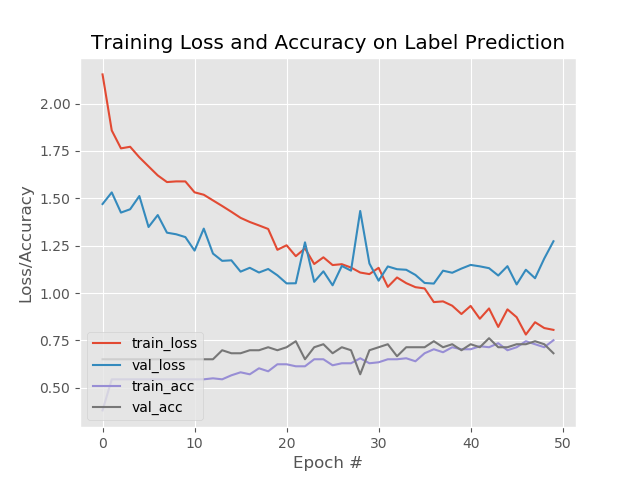 Training Loss and Accuracy on Label Prediction
Loss/Accuracy
2.00
1.75
1.50
1.25
1.00
0.75
0.50
train_loss
val_loss
train_acc
val_acc
0 10 20 30 40 50
Epoch #